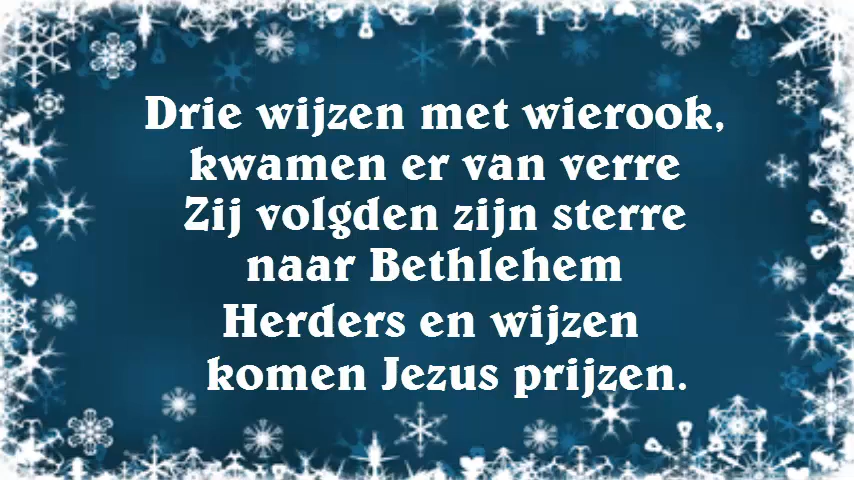 Drie wijzen met wierook,
kwamen er van verre
Zij volgden zijn sterre
naar Bethlehem
Herders en wijzen
komen Jezus prijzen.